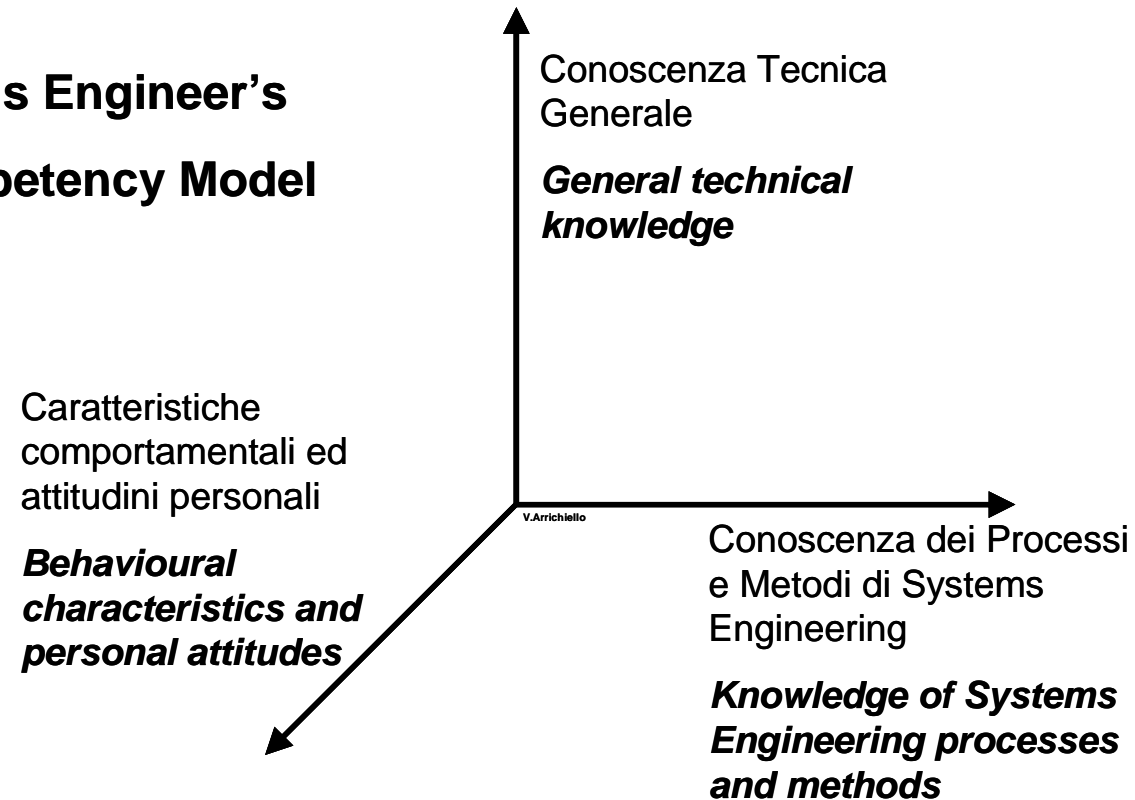 s Engineer’s
petency Model
Conoscenza Tecnica
Generale
General technical
knowledge
Caratteristiche
comportamentali ed
attitudini personali
Behavioural
characteristics and
personal attitudes
V.Arrichiello
Conoscenza dei Processi
e Metodi di Systems
Engineering
Knowledge of Systems
Engineering processes
and methods